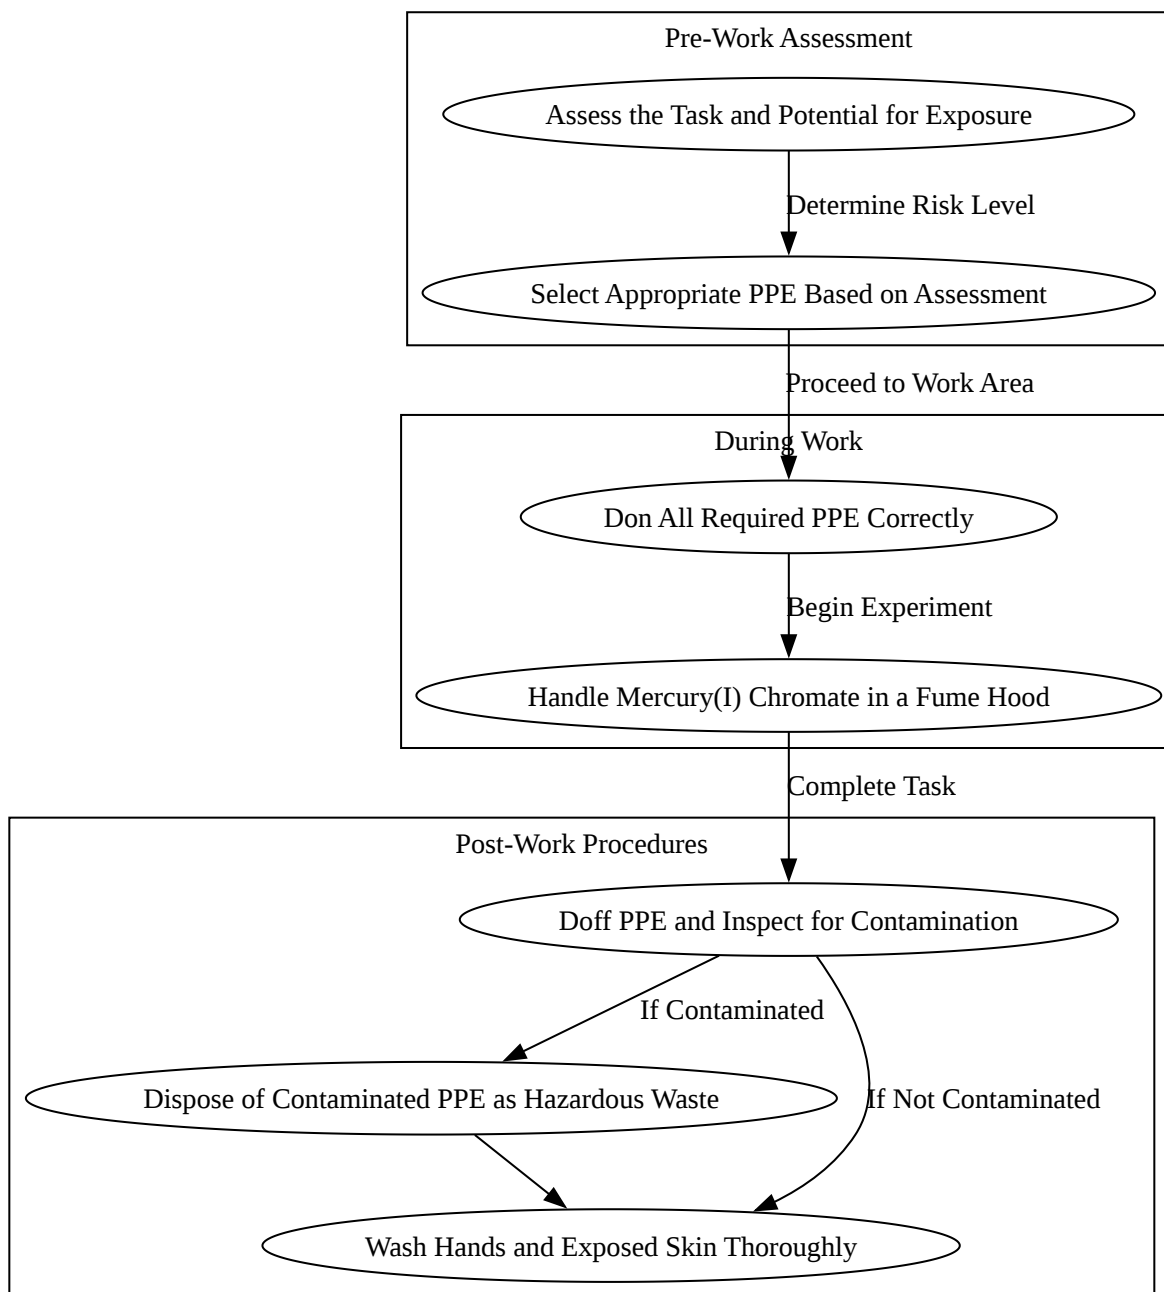 Pre-Work Assessment
Assess the Task and Potential for Exposure
Determine Risk Level
Select Appropriate PPE Based on Assessment
Proceed to Work Area
During Work
Don All Required PPE Correctly
Begin Experiment
Handle Mercury(I) Chromate in a Fume Hood
Complete Task
Post-Work Procedures
Doff PPE and Inspect for Contamination
If Contaminated
Dispose of Contaminated PPE as Hazardous Waste
If Not Contaminated
Wash Hands and Exposed Skin Thoroughly